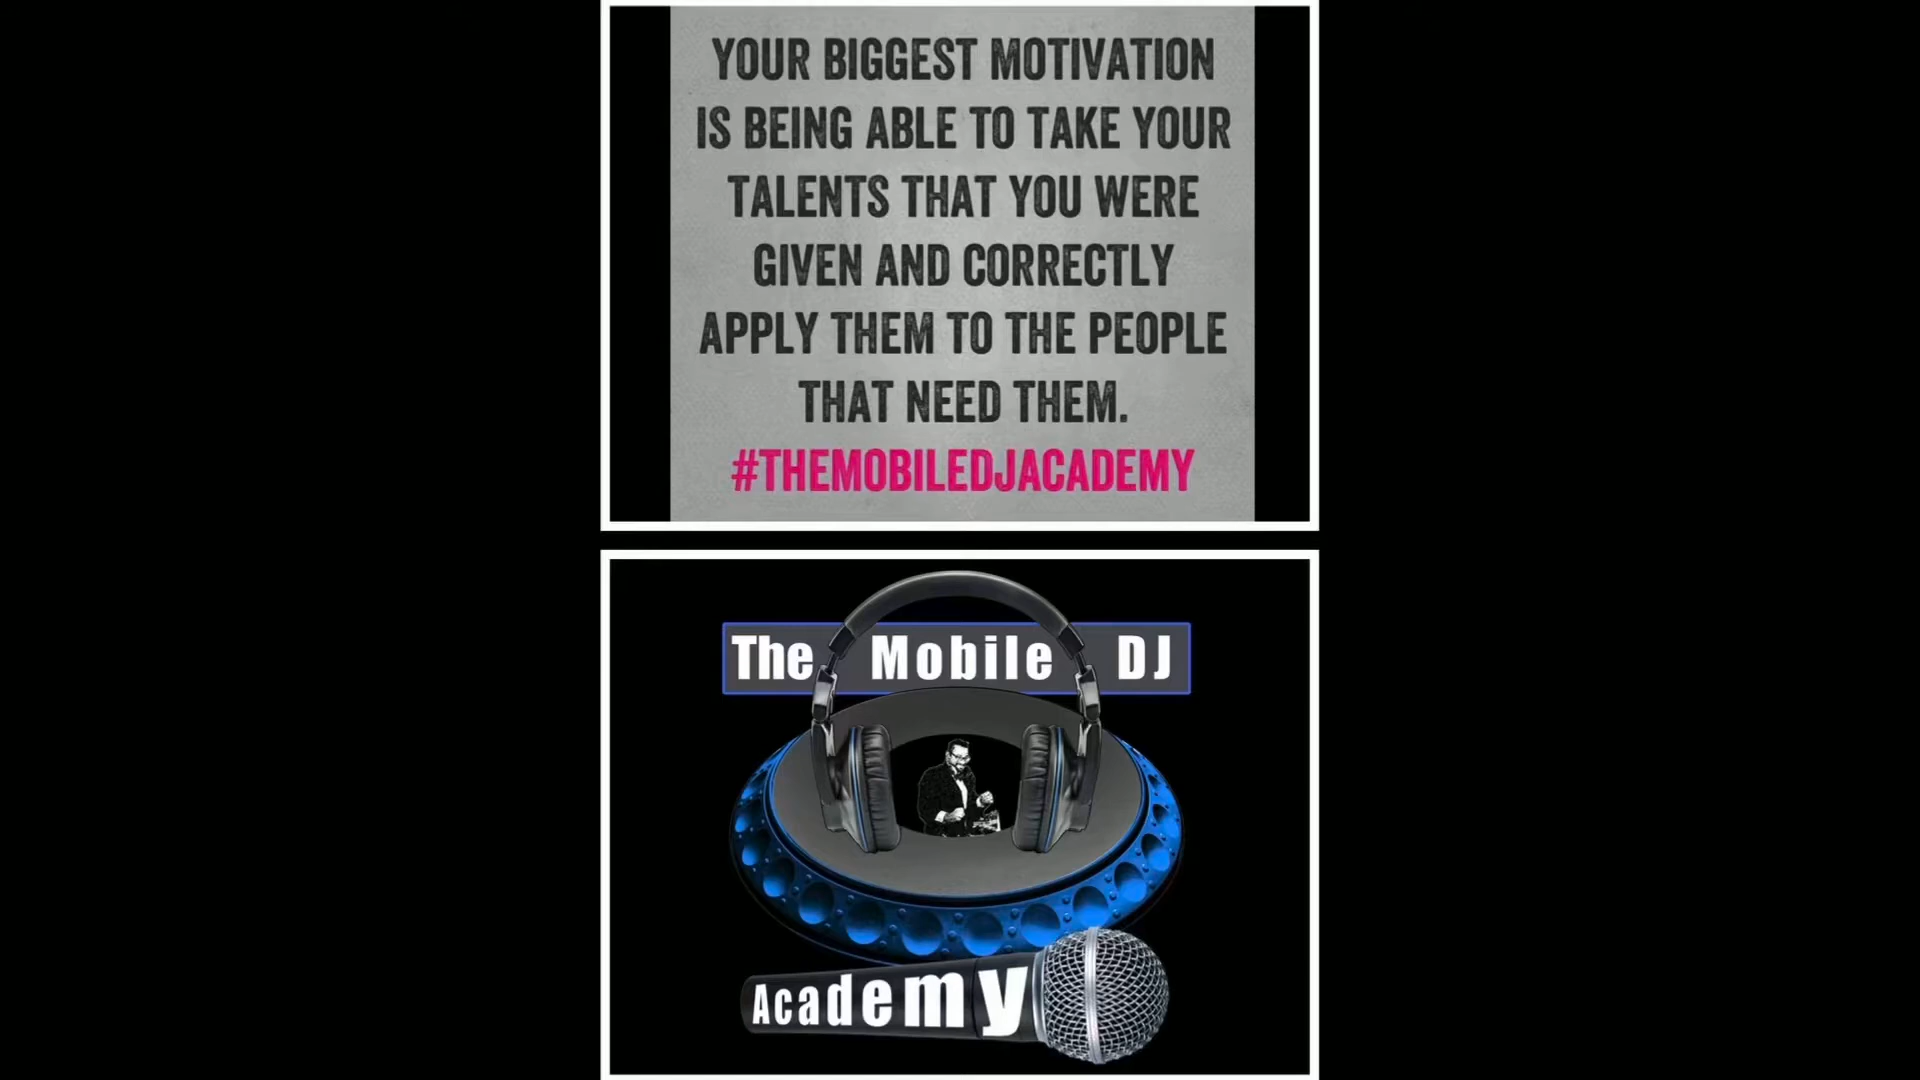 YOUR BIGGEST MOTIVATION
IS BEING ABLE TO TAKE YOUR
TALENTS THAT YOU WERE
GIVEN AND CORRECTLY
APPLY THEM TO THE PEOPLE
THAT NEED THEM.
#THEMOBILEDJACADEMY
The Mobile DJ
Academy